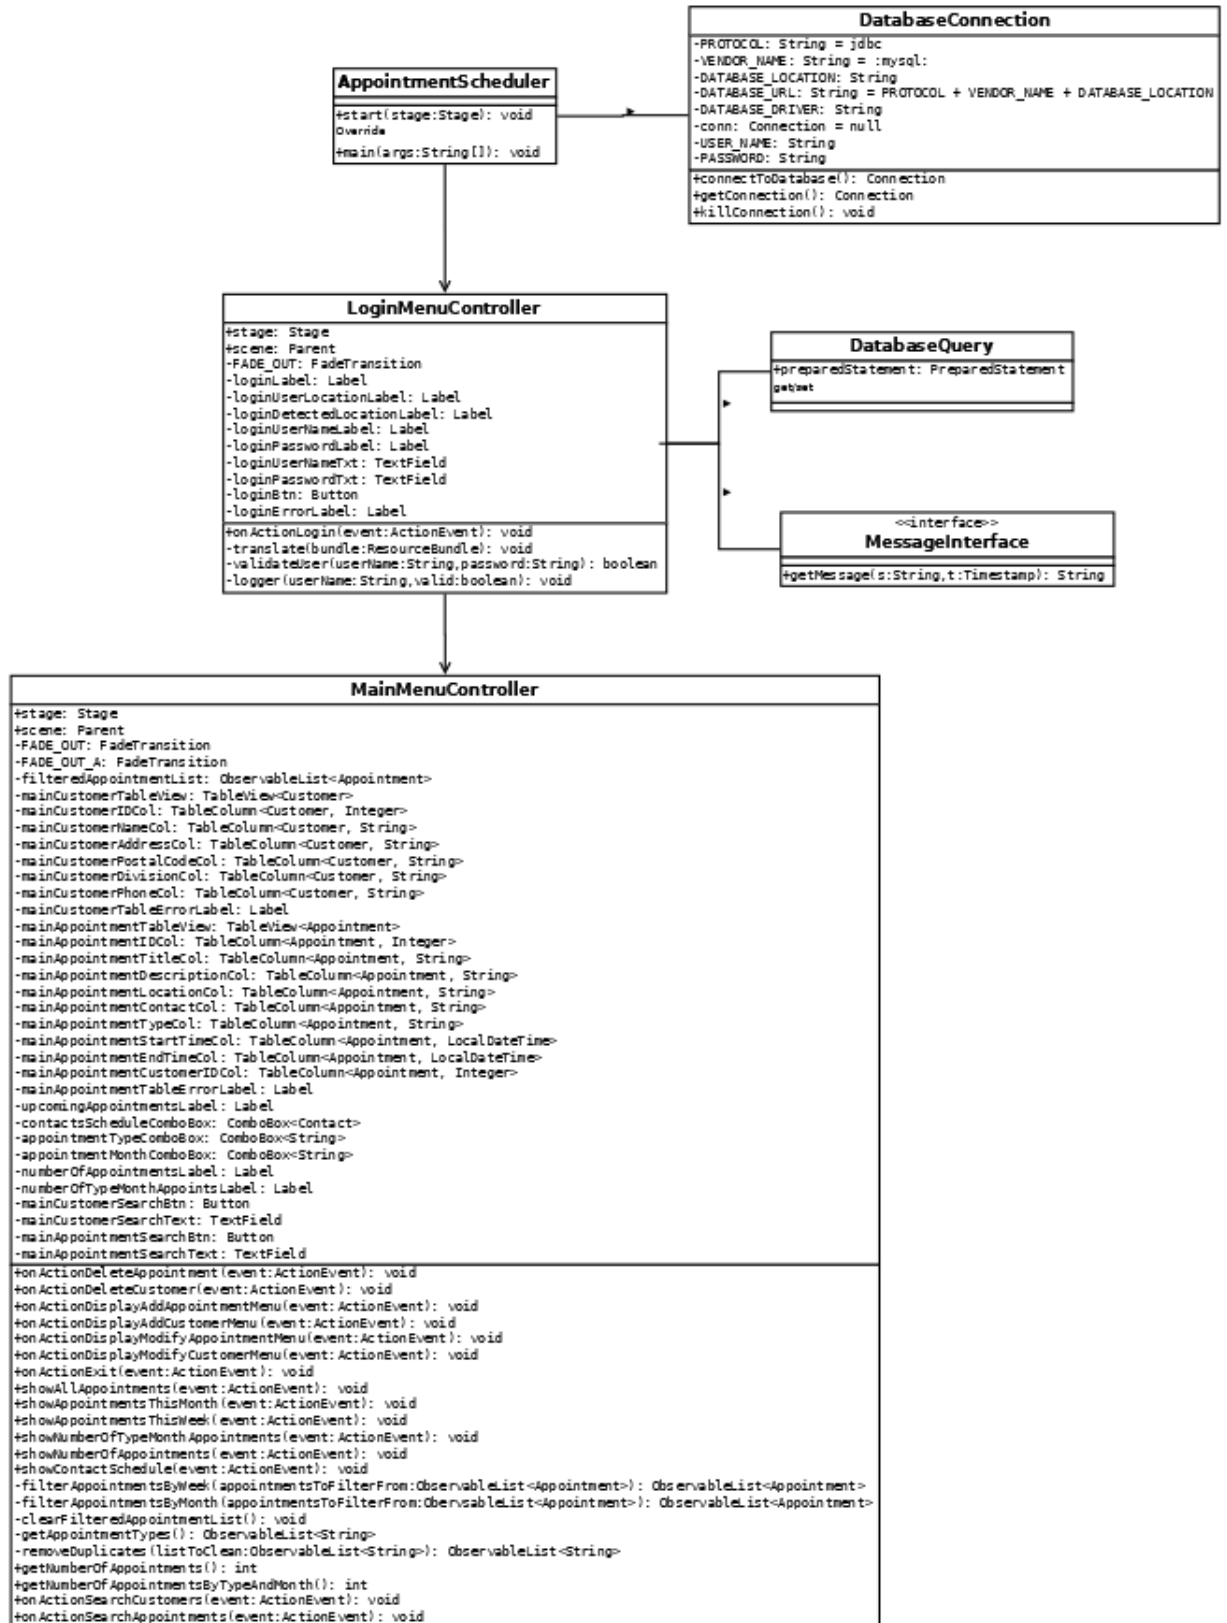 DatabaseConnection
-PROTOCOL: String = jdbc
-VENDOR_NAME: String = :mysql:
-DATABASE_LOCATION: String
-DATABASE_URL: String = PROTOCOL + VENDOR_NAME + DATABASE_LOCATION
-DATABASE_DRIVER: String
-conn: Connection = null
-USER_NAME: String
-PASSWORD: String
+connectToDatabase(): Connection
+getConnection(): Connection
+killConnection(): void
AppointmentScheduler
+start(stage:Stage): void
Override
+main(args:String[]): void
LoginMenuController
+stage: Stage
+scene: Parent
-FADE_OUT: FadeTransition
-loginLabel: Label
-loginUserLocationLabel: Label
-loginDetectedLocationLabel: Label
-loginUserNameLabel: Label
-loginPasswordLabel: Label
-loginUserNameTxt: TextField
-loginPasswordTxt: TextField
-loginBtn: Button
-loginErrorLabel: Label
+onActionLogin(event:ActionEvent): void
-translate(bundle:ResourceBundle): void
-validateUser(userName:String,password:String): boolean
-logger(userName:String,valid:boolean): void
DatabaseQuery
+preparedStatement: PreparedStatement
get/set
<<interface>>
MessageInterface
+getMessage(s:String,t:Timestamp): String
MainMenuController
+stage: Stage
+scene: Parent
-FADE_OUT: FadeTransition
-FADE_OUT_A: FadeTransition
-filteredAppointmentList: ObservableList<Appointment>
-mainCustomerTableView: TableView<Customer>
-mainCustomerIDCol: TableColumn<Customer, Integer>
-mainCustomerNameCol: TableColumn<Customer, String>
-mainCustomerAddressCol: TableColumn<Customer, String>
-mainCustomerPostalCodeCol: TableColumn<Customer, String>
-mainCustomerDivisionCol: TableColumn<Customer, String>
-mainCustomerPhoneCol: TableColumn<Customer, String>
-mainCustomerTableErrorLabel: Label
-mainAppointmentTableView: TableView<Appointment>
-mainAppointmentIDCol: TableColumn<Appointment, Integer>
-mainAppointmentTitleCol: TableColumn<Appointment, String>
-mainAppointmentDescriptionCol: TableColumn<Appointment, String>
-mainAppointmentLocationCol: TableColumn<Appointment, String>
-mainAppointmentContactCol: TableColumn<Appointment, String>
-mainAppointmentTypeCol: TableColumn<Appointment, String>
-mainAppointmentStartTimeCol: TableColumn<Appointment, LocalDateTime>
-mainAppointmentEndTimeCol: TableColumn<Appointment, LocalDateTime>
-mainAppointmentCustomerIDCol: TableColumn<Appointment, Integer>
-mainAppointmentTableErrorLabel: Label
-upcomingAppointmentsLabel: Label
-contactsScheduleComboBox: ComboBox<Contact>
-appointmentTypeComboBox: ComboBox<String>
-appointmentMonthComboBox: ComboBox<String>
-numberOfAppointmentsLabel: Label
-numberOfTypeMonthAppointsLabel: Label
-mainCustomerSearchBtn: Button
-mainCustomerSearchText: TextField
-mainAppointmentSearchBtn: Button
-mainAppointmentSearchText: TextField
+onActionDeleteAppointment(event:ActionEvent): void
+onActionDeleteCustomer(event:ActionEvent): void
+onActionDisplayAddAppointmentMenu(event:ActionEvent): void
+onActionDisplayAddCustomerMenu(event:ActionEvent): void
+onActionDisplayModifyAppointmentMenu(event:ActionEvent): void
+onActionDisplayModifyCustomerMenu(event:ActionEvent): void
+onActionExit(event:ActionEvent): void
+showAllAppointments(event:ActionEvent): void
+showAppointmentsThisMonth(event:ActionEvent): void
+showAppointmentsThisWeek(event:ActionEvent): void
+showNumberOfTypeMonthAppointments(event:ActionEvent): void
+showNumberOfAppointments(event:ActionEvent): void
+showContactSchedule(event:ActionEvent): void
-filterAppointmentsByWeek(appointmentsToFilterFrom:ObservableList<Appointment>): ObservableList<Appointment>
-filterAppointmentsByMonth(appointmentsToFilterFrom:ObervsableList<Appointment>): ObservableList<Appointment>
-clearFilteredAppointmentList(): void
-getAppointmentTypes(): ObservableList<String>
-removeDuplicates(listToClean:ObservableList<String>): ObservableList<String>
+getNumberOfAppointments(): int
+getNumberOfAppointmentsByTypeAndMonth(): int
+onActionSearchCustomers(event:ActionEvent): void
+onActionSearchAppointments(event:ActionEvent): void